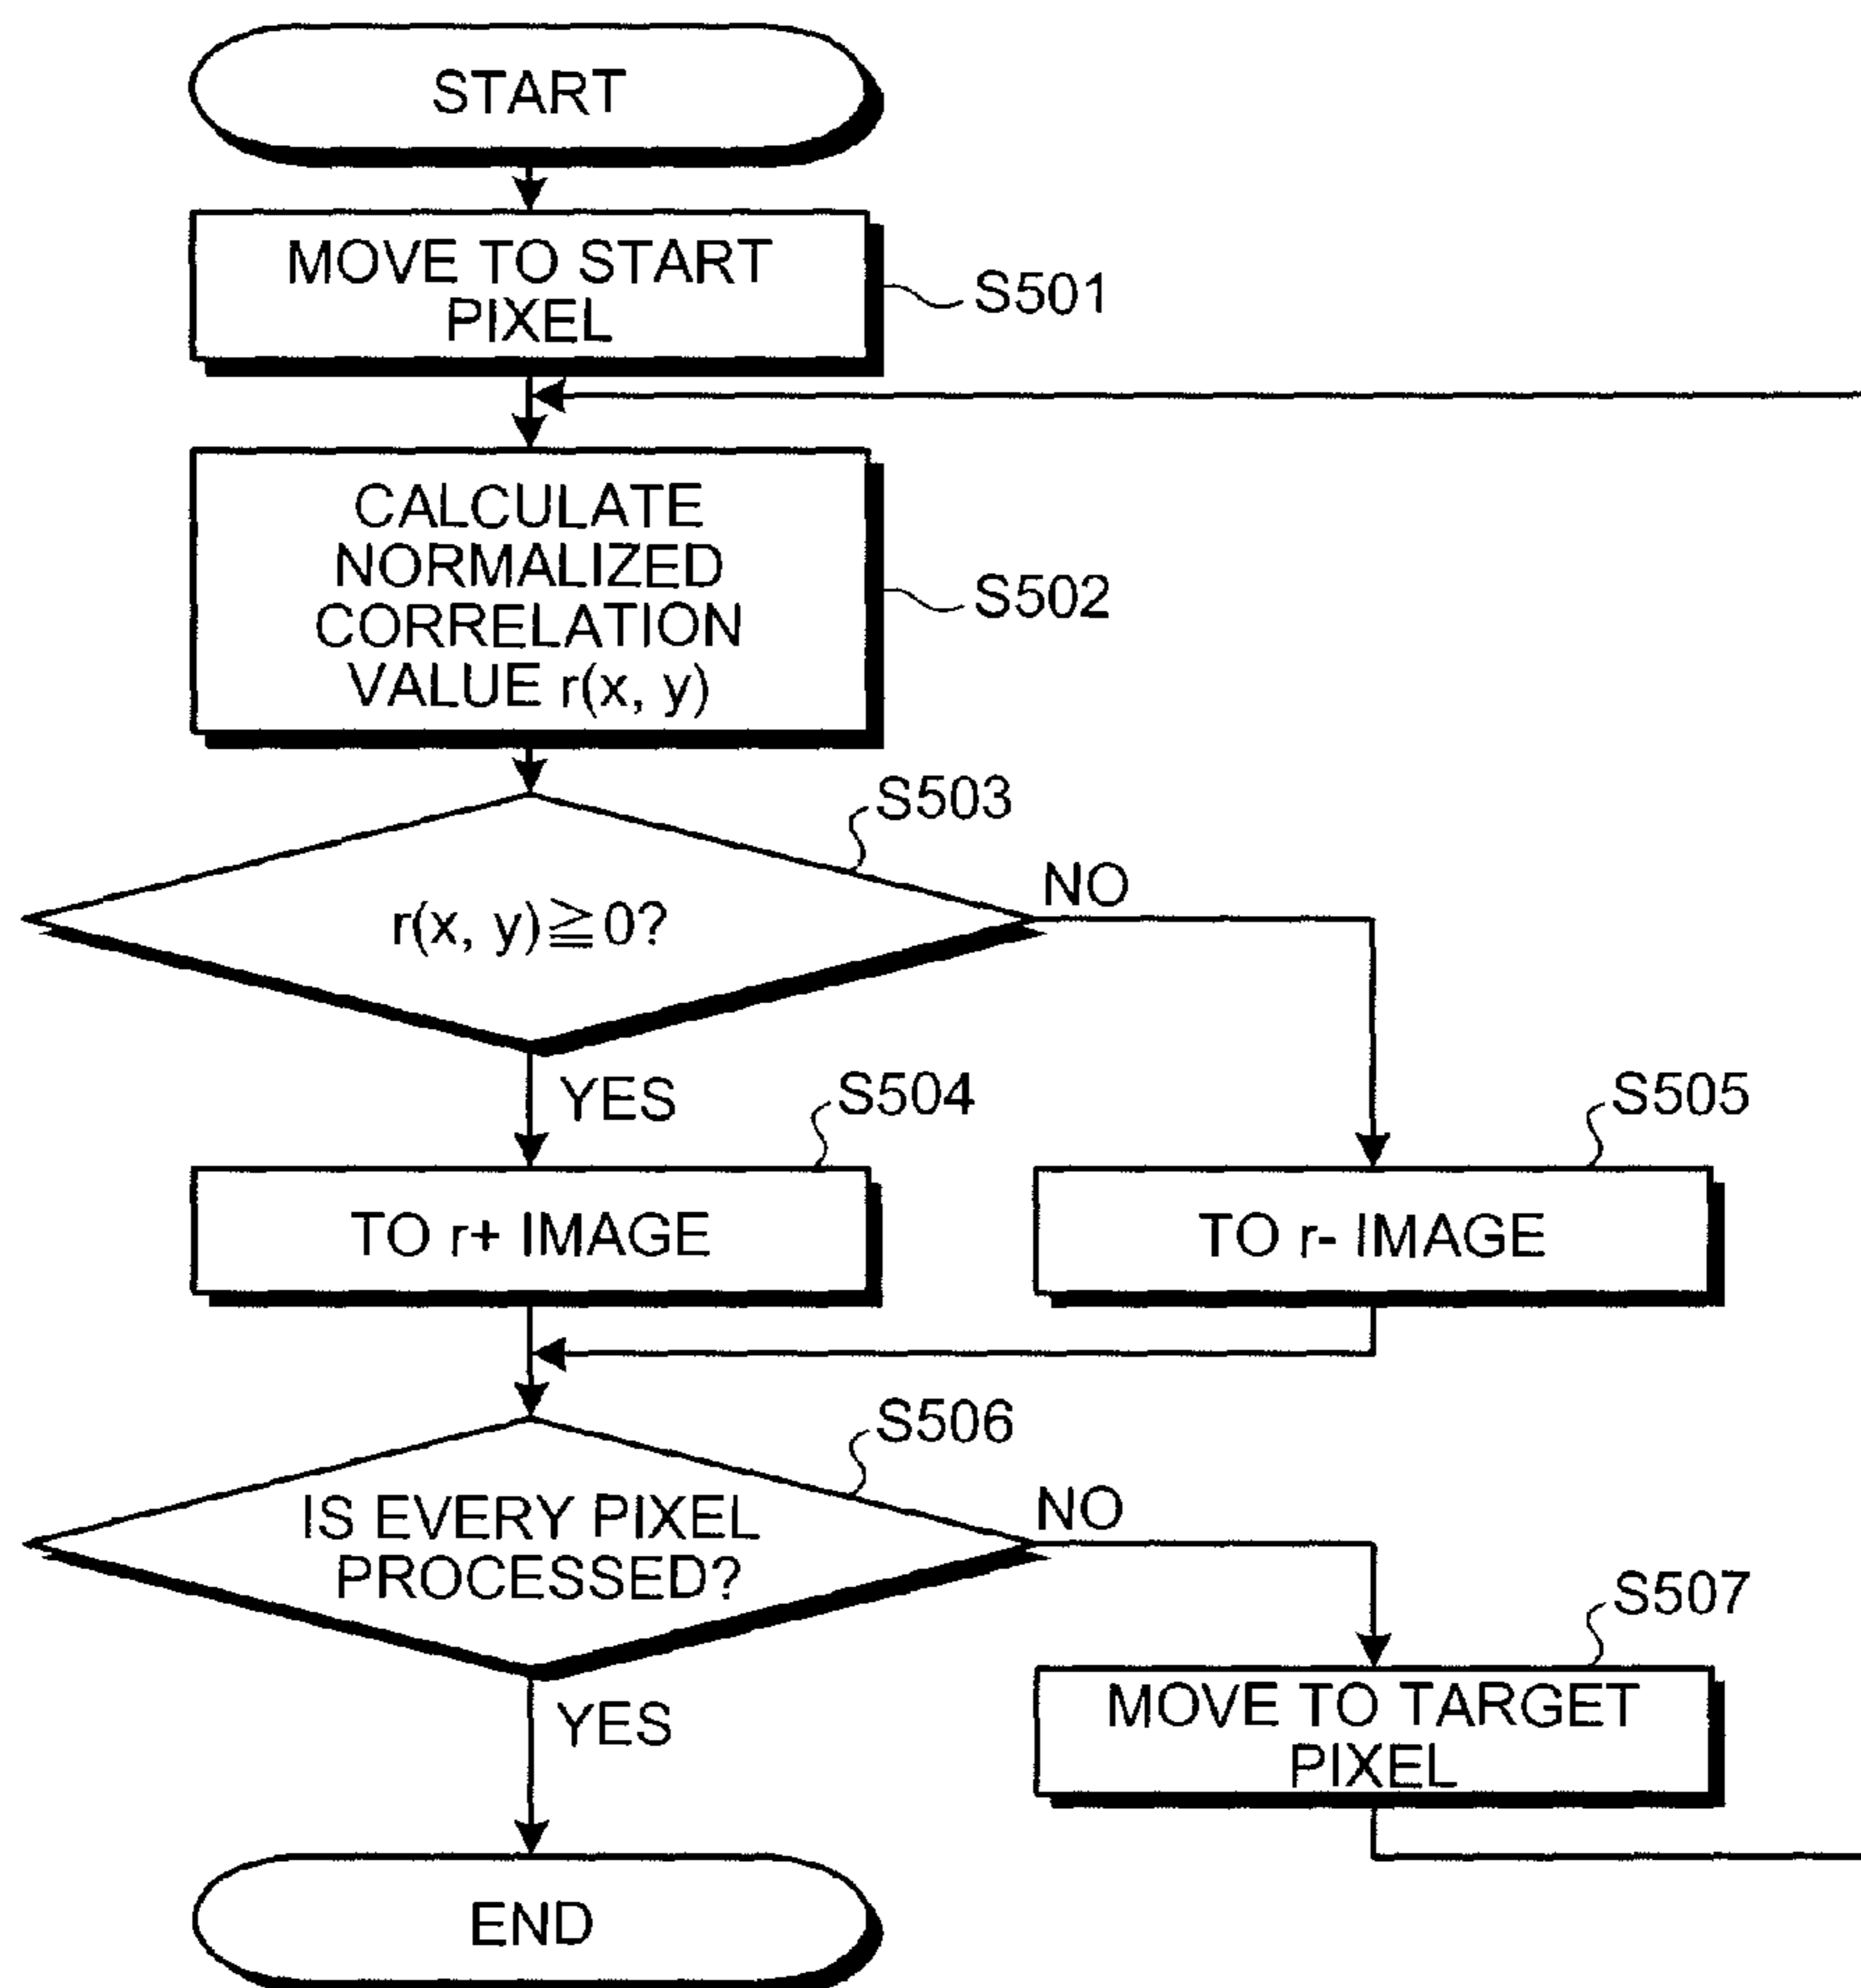 START
MOVE TO START
PIXEL
S501
CALCULATE
NORMALIZED
CORRELATION
VALUE r(x, y)
S502
S503
r(x, y)≧0?
NO
YES
S504
S505
TO r+ IMAGE
TO r- IMAGE
S506
IS EVERY PIXEL
PROCESSED?
NO
S507
YES
MOVE TO TARGET
PIXEL
END